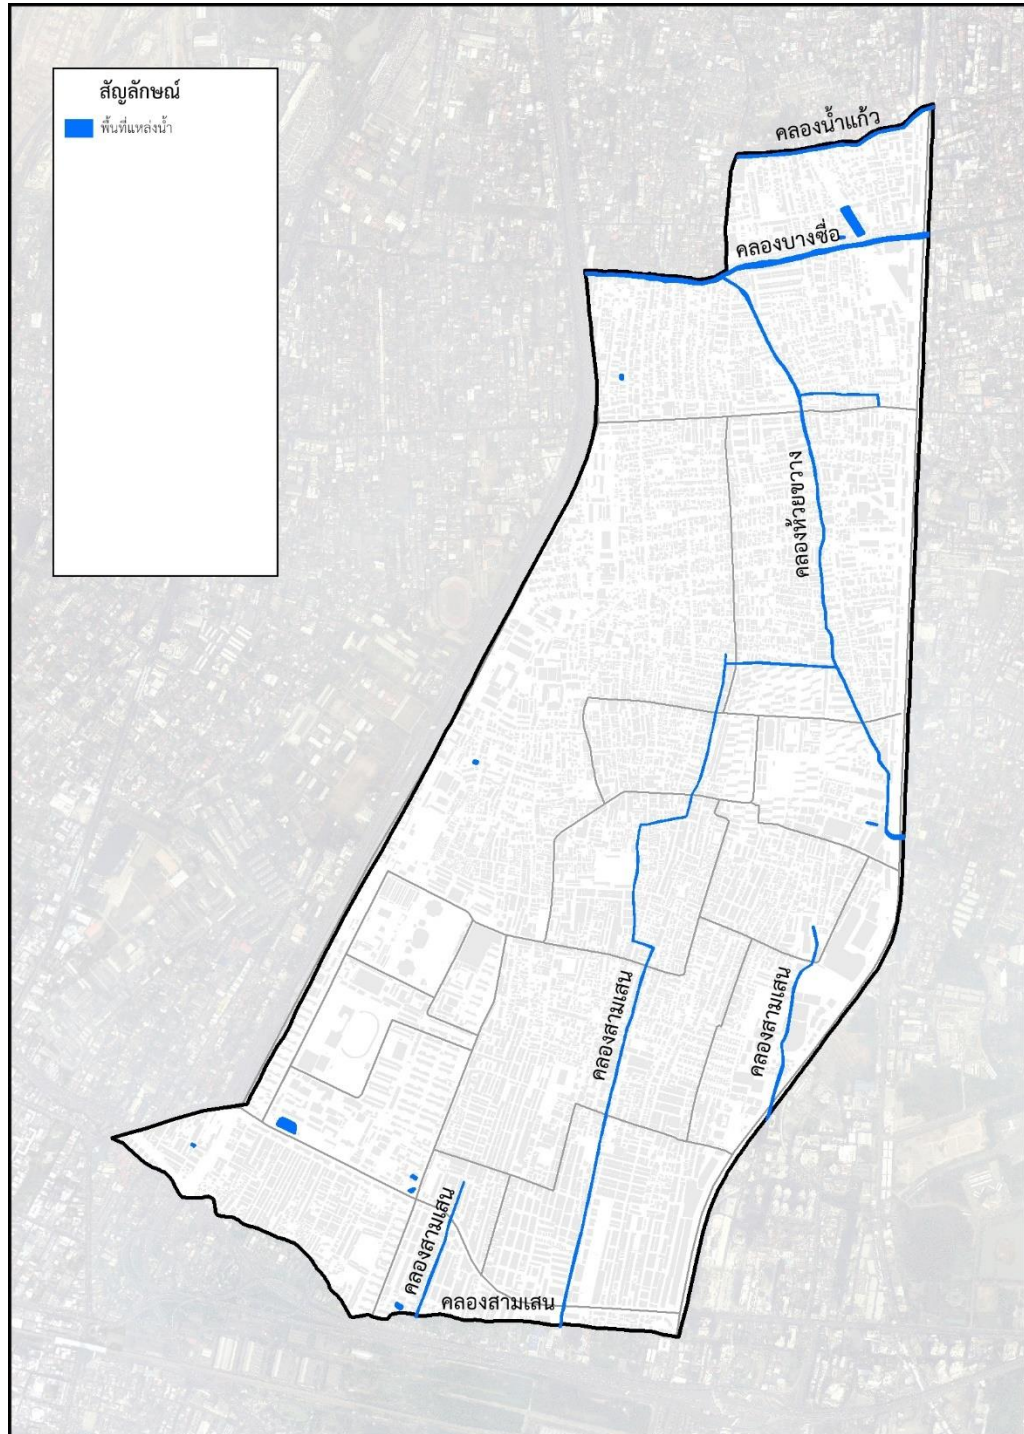 สัญลักษณ์
พื้นที่แหล่งน้ำ
คลองน้ำแก้ว
คลองบางซื่อ
คลองห้วยขวาง
คลองสามเสน
คลองสามเสน
คลองสามเสน
คลองสามเสน